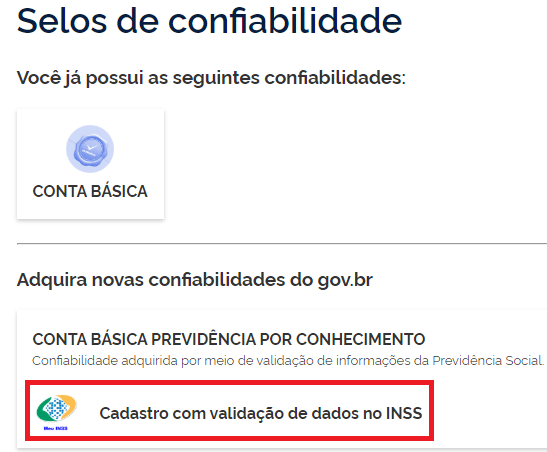 Selos de confiabilidade
Você já possui as seguintes confiabilidades:
CONTA BÁSICA
Adquira novas confiabilidades do gov.br
CONTA BÁSICA PREVIDÊNCIA POR CONHECIMENTO
Confiabilidade adquirida por meio de validação de informações da Previdência Social.
Meu INSS
Cadastro com validação de dados no INSS